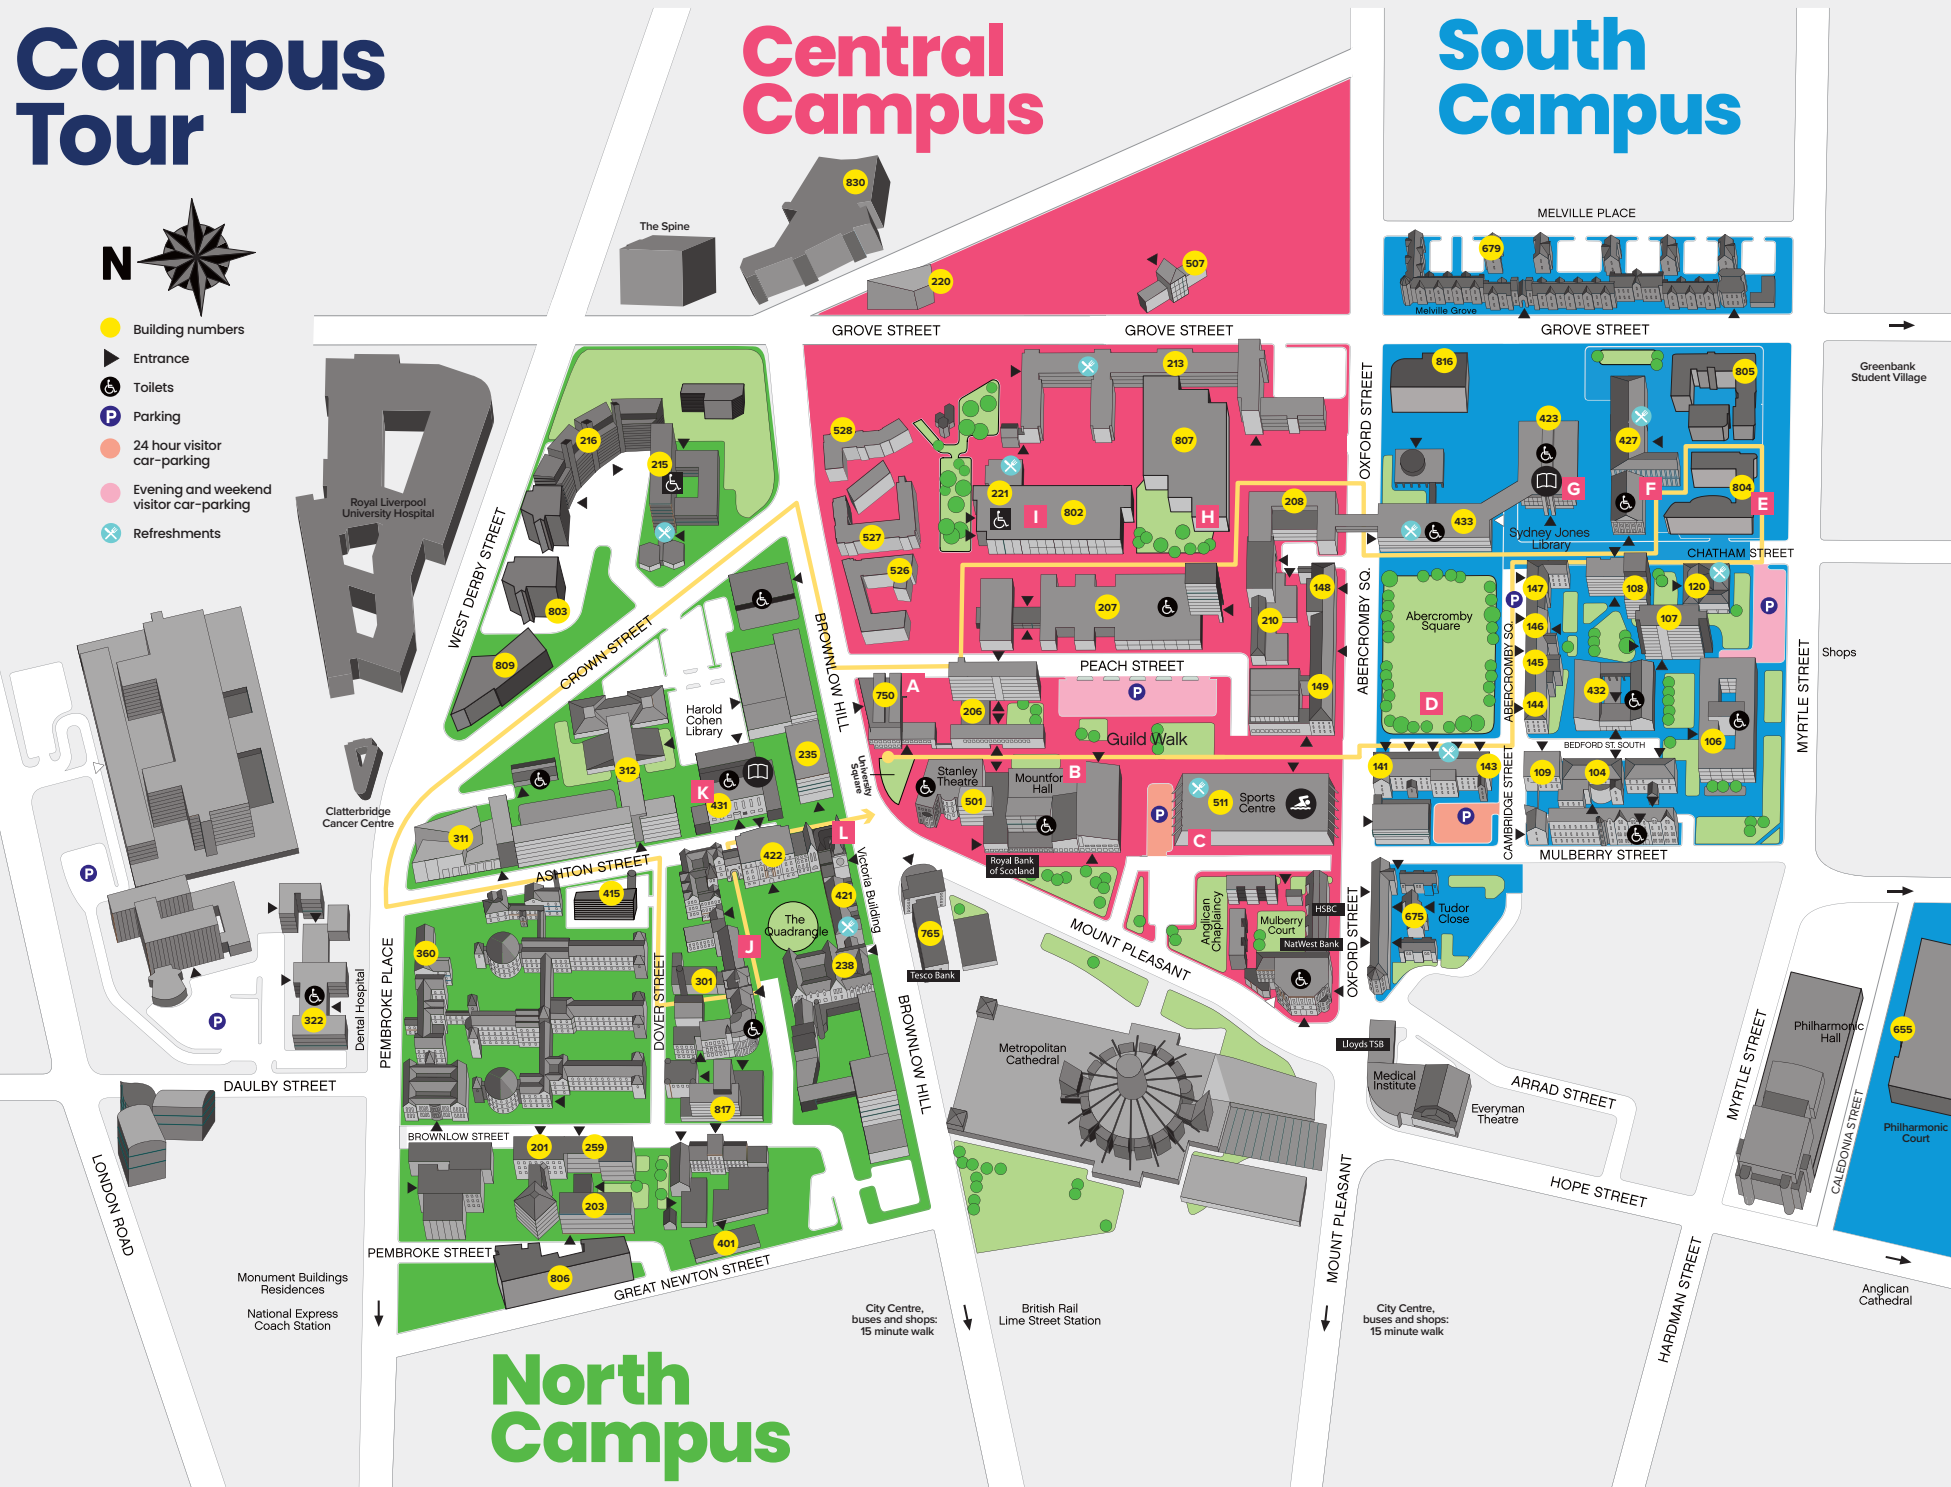 Campus
Tour
Central
Campus
South
Campus
North
Campus
N
Building numbers
Entrance
Toilets
P
Parking
24 hour visitor
car-parking
Evening and weekend
visitor car-parking
Refreshments
The Spine
830
220
507
GROVE STREET
GROVE STREET
MELVILLE PLACE
679
Melville Grove
GROVE STREET
Greenbank
Student Village
Royal Liverpool
University Hospital
WEST DERBY STREET
216
215
803
809
CROWN STREET
528
527
526
213
807
221
802
I
H
208
207
210
148
149
BROWNLOW HILL
PEACH STREET
OXFORD STREET
ABERCROMBY SQ.
816
423
427
805
804
G
F
E
433
Sydney Jones
Library
CHATHAM STREET
Abercromby
Square
D
P
ABERCROMBY SQ.
147
146
145
144
108
120
107
432
106
P
MYRTLE STREET
Shops
BEDFORD ST. SOUTH
141
143
109
104
P
CAMBRIDGE STREET
MULBERRY STREET
750
A
206
P
Guild Walk
University
Square
Stanley
Theatre
501
Mountfor
Hall
B
P
511
Sports
Centre
C
Royal Bank
of Scotland
Harold
Cohen
Library
235
312
K
431
311
ASHTON STREET
L
422
415
Victoria Building
421
The
Quadrangle
J
238
301
DOVER STREET
360
PEMBROKE PLACE
817
BROWNLOW STREET
201
259
203
401
PEMBROKE STREET
806
GREAT NEWTON STREET
Clatterbridge
Cancer Centre
P
P
322
Dental Hospital
DAULBY STREET
LONDON ROAD
765
Tesco Bank
BROWNLOW HILL
MOUNT PLEASANT
Anglican
Chaplaincy
Mulberry
Court
HSBC
NatWest Bank
OXFORD STREET
675
Tudor
Close
Metropolitan
Cathedral
Lloyds TSB
Medical
Institute
Everyman
Theatre
ARRAD STREET
HOPE STREET
MYRTLE STREET
Philharmonic
Hall
655
CALEDONIA STREET
Philharmonic
Court
MOUNT PLEASANT
HARDMAN STREET
Anglican
Cathedral
Monument Buildings
Residences
National Express
Coach Station
City Centre,
buses and shops:
15 minute walk
British Rail
Lime Street Station
City Centre,
buses and shops:
15 minute walk